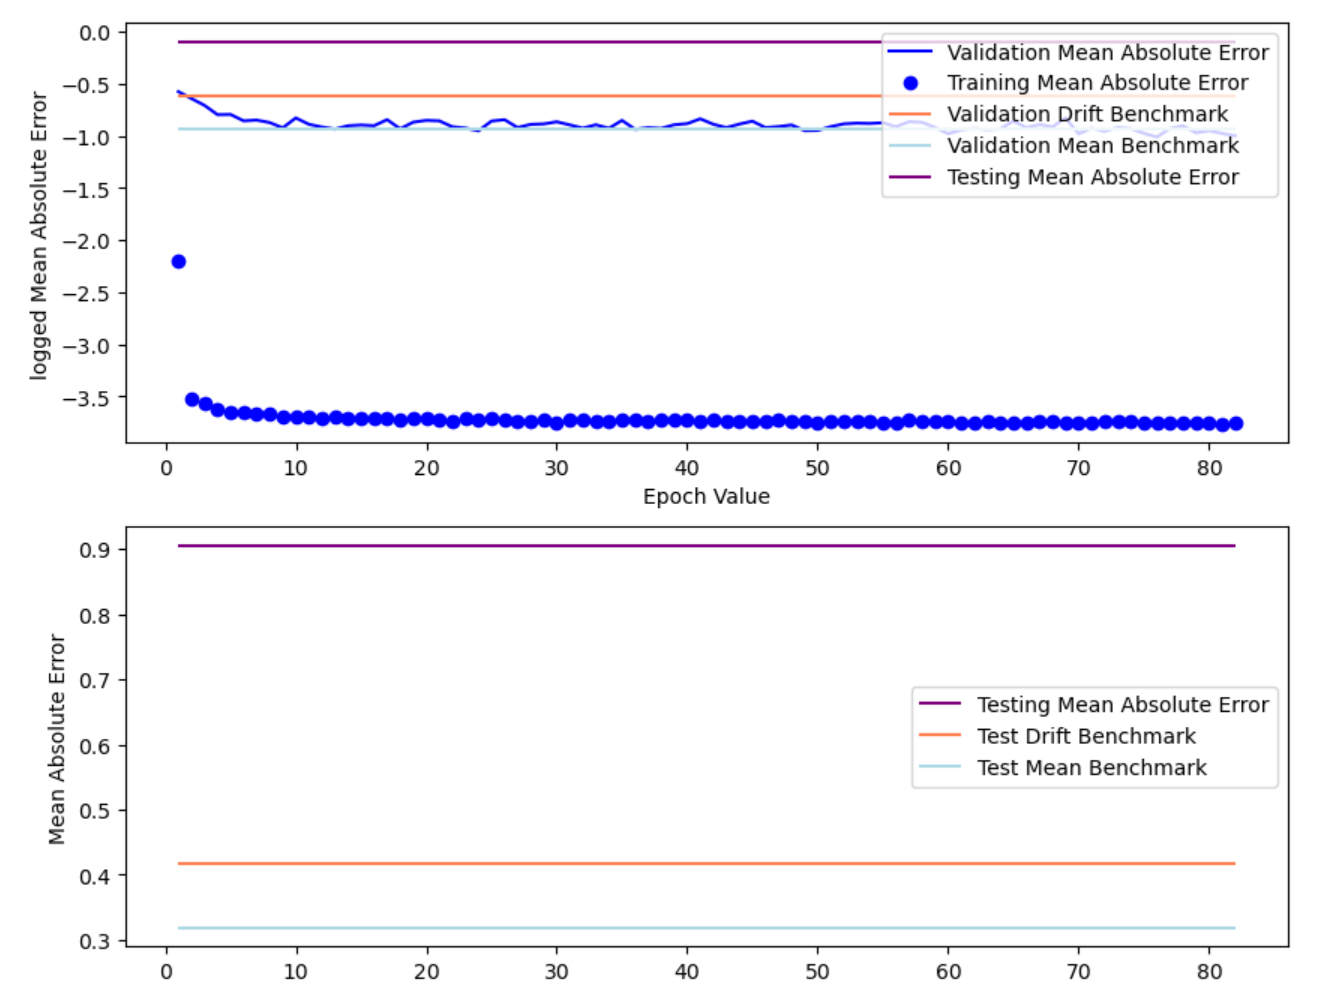 0.0
−0.5
−1.0
−1.5
−2.0
−2.5
−3.0
−3.5
logged Mean Absolute Error
Validation Mean Absolute Error
Training Mean Absolute Error
Validation Drift Benchmark
Validation Mean Benchmark
Testing Mean Absolute Error
0 10 20 30 40 50 60 70 80
Epoch Value
0.9
0.8
0.7
0.6
0.5
0.4
0.3
Mean Absolute Error
Testing Mean Absolute Error
Test Drift Benchmark
Test Mean Benchmark
0 10 20 30 40 50 60 70 80